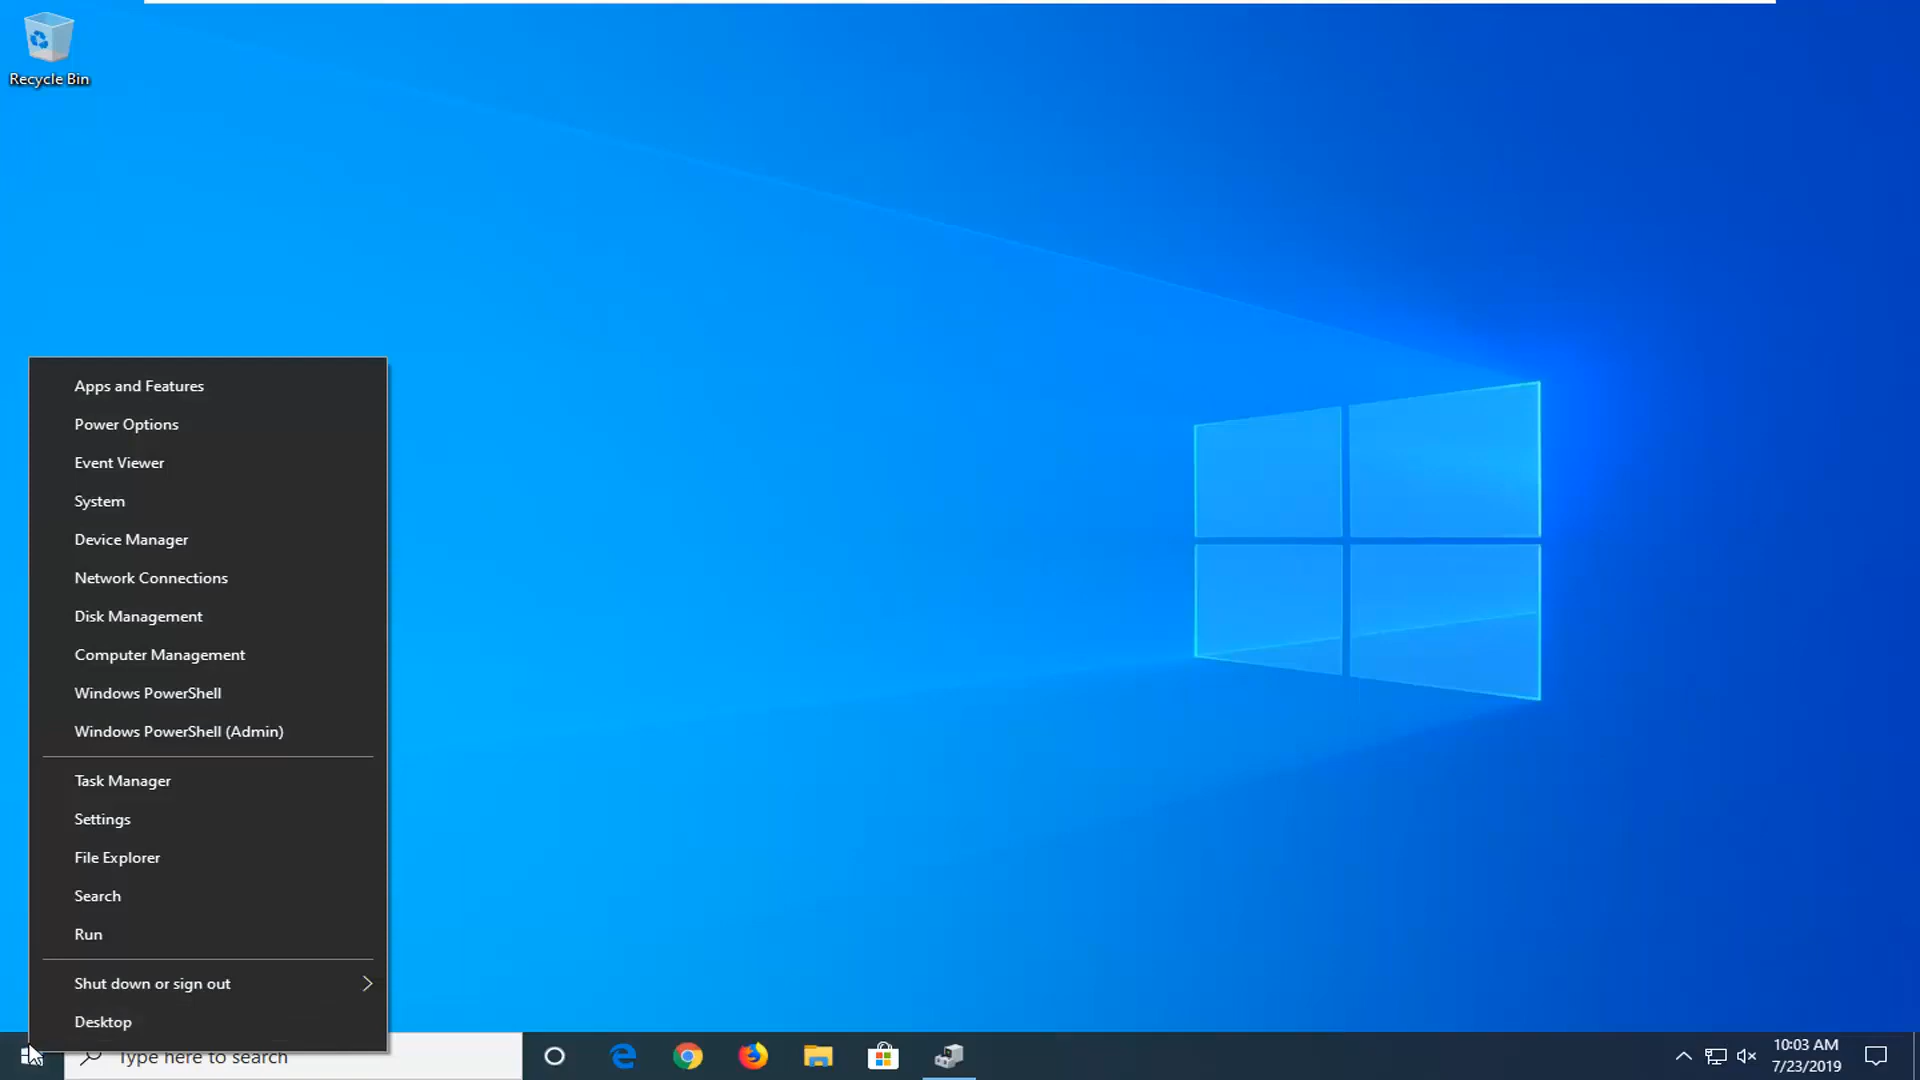 Recycle Bin
Apps and Features
Power Options
Event Viewer
System
Device Manager
Network Connections
Disk Management
Computer Management
Windows PowerShell
Windows PowerShell (Admin)
Task Manager
Settings
File Explorer
Search
Run
Shut down or sign out
Desktop
Type here to search
10:03 AM
7/23/2019